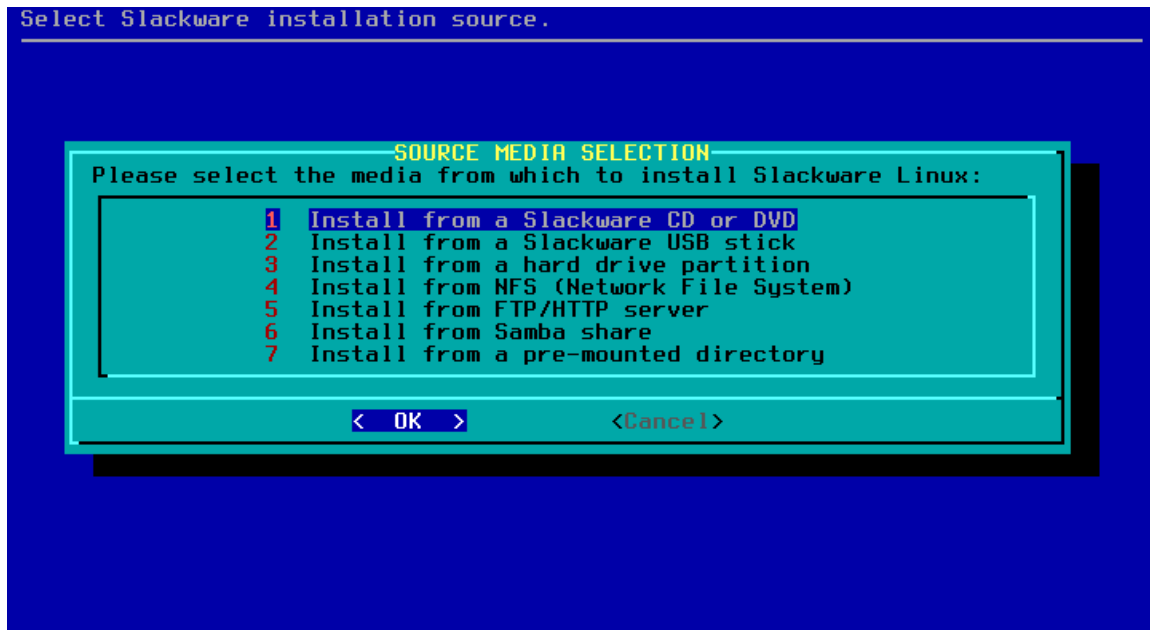 Select Slackware installation source.
SOURCE MEDIA SELECTION
Please select the media from which to install Slackware Linux:
1 Install from a Slackware CD or DVD
2 Install from a Slackware USB stick
3 Install from a hard drive partition
4 Install from NFS (Network File System)
5 Install from FTP/HTTP server
6 Install from Samba share
7 Install from a pre-mounted directory
< OK > <Cancel>